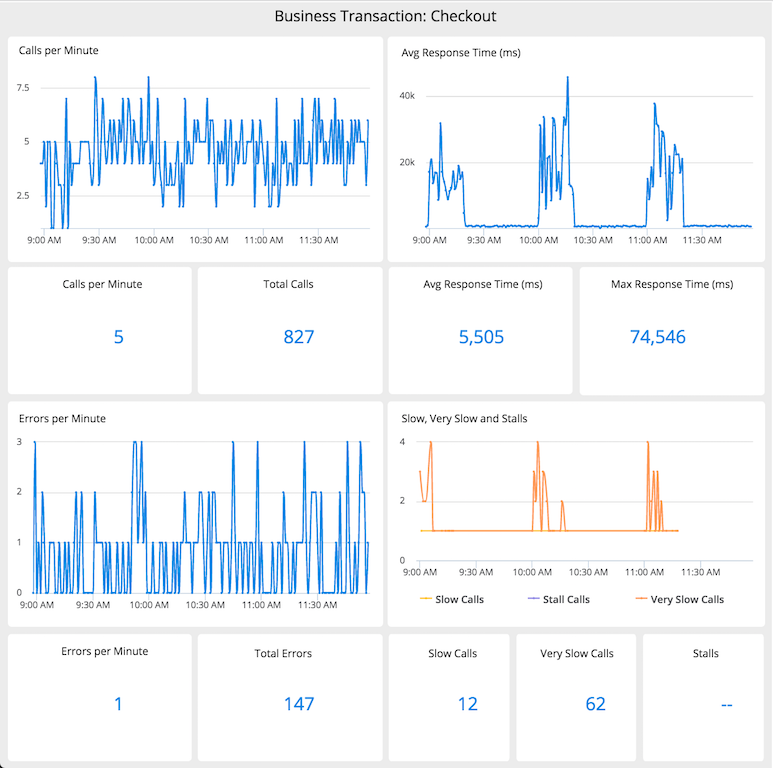 Business Transaction: Checkout
Calls per Minute
7.5
5
2.5
9:00 AM 9:30 AM 10:00 AM 10:30 AM 11:00 AM 11:30 AM
Avg Response Time (ms)
40k
20k
9:00 AM 9:30 AM 10:00 AM 10:30 AM 11:00 AM 11:30 AM
Calls per Minute
5
Total Calls
827
Avg Response Time (ms)
5,505
Max Response Time (ms)
74,546
Errors per Minute
3
2
1
0
9:00 AM 9:30 AM 10:00 AM 10:30 AM 11:00 AM 11:30 AM
Slow, Very Slow and Stalls
4
2
0
9:00 AM 9:30 AM 10:00 AM 10:30 AM 11:00 AM 11:30 AM
Slow Calls Stall Calls Very Slow Calls
Errors per Minute
1
Total Errors
147
Slow Calls
12
Very Slow Calls
62
Stalls
--